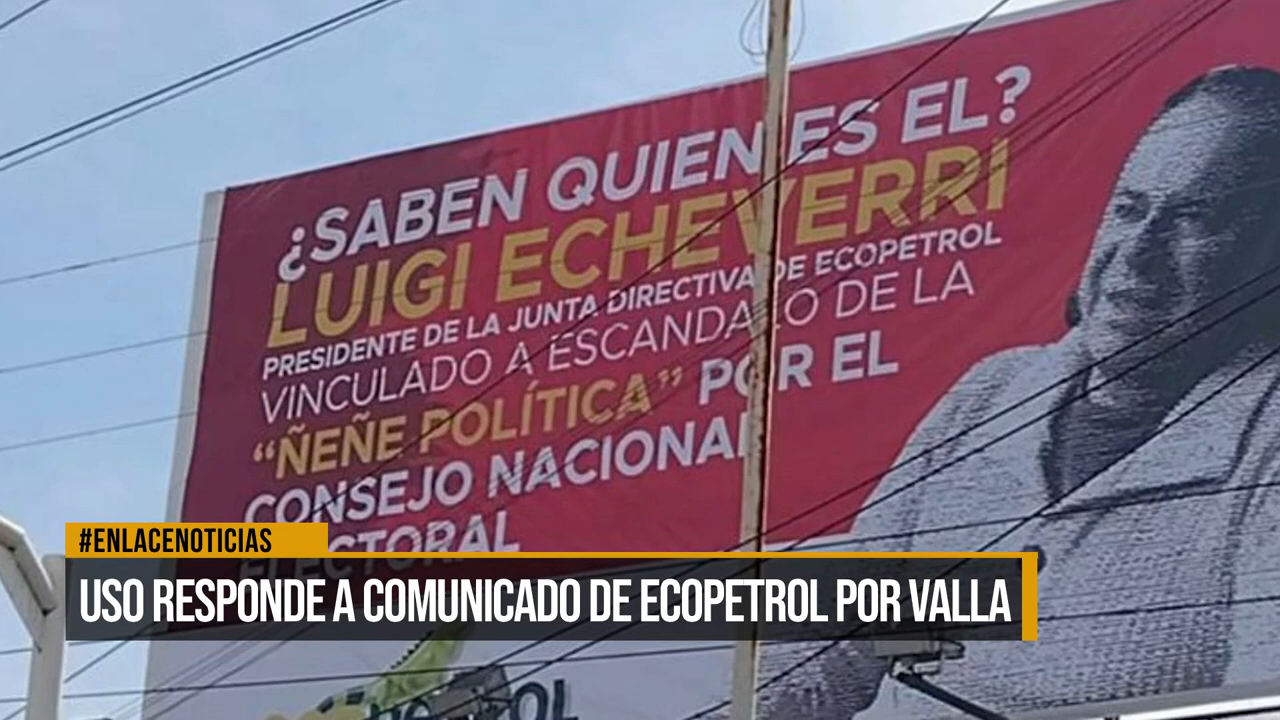 ¿SABEN QUIEN ES EL?
LUIGI ECHEVERRI
PRESIDENTE DE LA JUNTA DIRECTIVA DE ECOPETROL
VINCULADO A ESCANDALO DE LA
“ÑEÑE POLÍTICA” POR EL
CONSEJO NACIONAL
ELECTORAL
#ENLACENOTICIAS
USO RESPONDE A COMUNICADO DE ECOPETROL POR VALLA